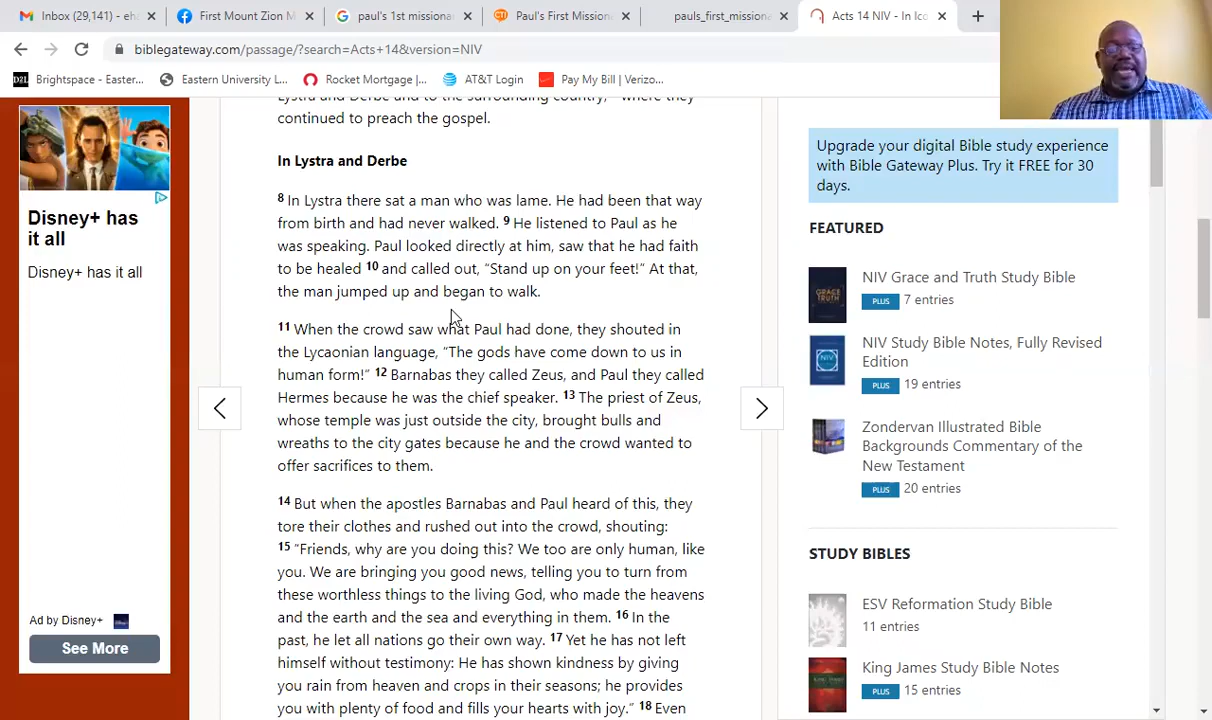 Inbox (29,141) - eh
First Mount Zion M
paul's 1st missiona
Paul's First Missiona
pauls_first_missiona
Acts 14 NIV - In Ico
biblegateway.com/passage/?search=Acts+14&version=NIV
Brightspace - Easter...
Eastern University L...
Rocket Mortgage |...
AT&T Login
Pay My Bill | Verizo...
Disney+ has
it all
Disney+ has it all
Ad by Disney+
See More
Lystra and Derbe and to the surrounding country, where they
continued to preach the gospel.
In Lystra and Derbe
8 In Lystra there sat a man who was lame. He had been that way
from birth and had never walked. 9 He listened to Paul as he
was speaking. Paul looked directly at him, saw that he had faith
to be healed 10 and called out, “Stand up on your feet!” At that,
the man jumped up and began to walk.
11 When the crowd saw what Paul had done, they shouted in
the Lycaonian language, “The gods have come down to us in
human form!” 12 Barnabas they called Zeus, and Paul they called
Hermes because he was the chief speaker. 13 The priest of Zeus,
whose temple was just outside the city, brought bulls and
wreaths to the city gates because he and the crowd wanted to
offer sacrifices to them.
14 But when the apostles Barnabas and Paul heard of this, they
tore their clothes and rushed out into the crowd, shouting:
15 “Friends, why are you doing this? We too are only human, like
you. We are bringing you good news, telling you to turn from
these worthless things to the living God, who made the heavens
and the earth and the sea and everything in them. 16 In the
past, he let all nations go their own way. 17 Yet he has not left
himself without testimony: He has shown kindness by giving
you rain from heaven and crops in their seasons; he provides
you with plenty of food and fills your hearts with joy.” 18 Even
Upgrade your digital Bible study experience
with Bible Gateway Plus. Try it FREE for 30
days.
FEATURED
GRACE
TRUTH
NIV Grace and Truth Study Bible
PLUS 7 entries
NIV Study Bible Notes, Fully Revised
Edition
PLUS 19 entries
Zondervan Illustrated Bible
Backgrounds Commentary of the
New Testament
PLUS 20 entries
STUDY BIBLES
ESV Reformation Study Bible
11 entries
King James Study Bible Notes
PLUS 15 entries